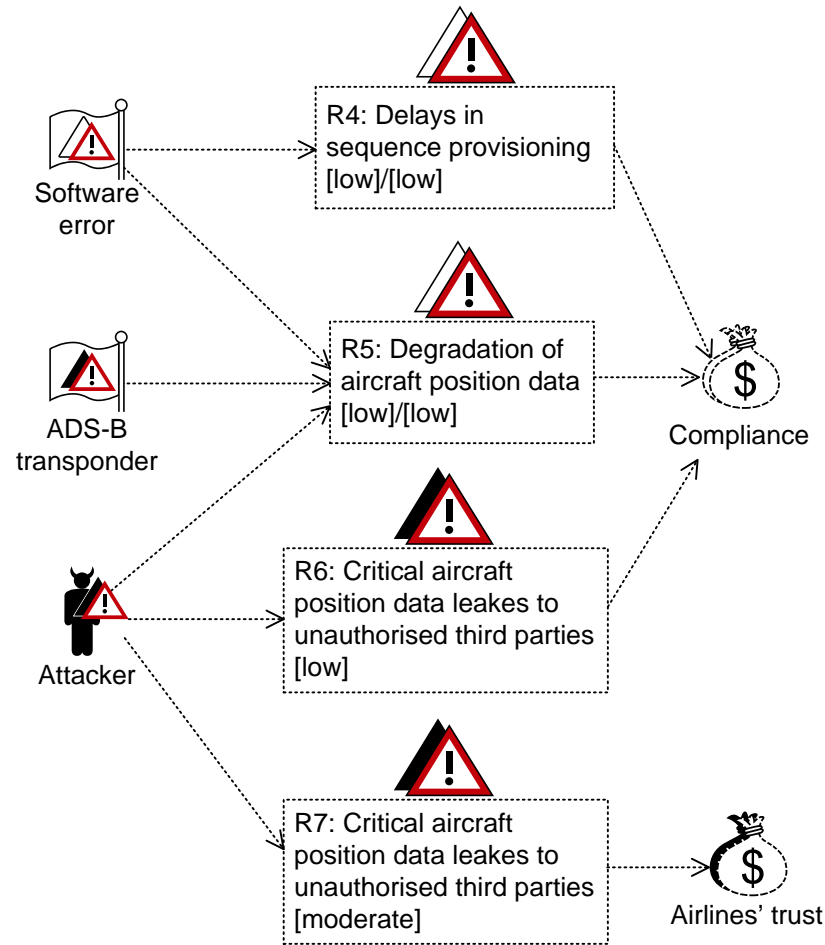 R4: Delays in
sequence provisioning
[low]/[low]
Software
error
R5: Degradation of
aircraft position data
[low]/[low]
ADS-B
transponder
$
Compliance
R6: Critical aircraft
position data leakes to
unauthorised third parties
[low]
Attacker
R7: Critical aircraft
position data leakes to
unauthorised third parties
[moderate]
$
Airlines' trust